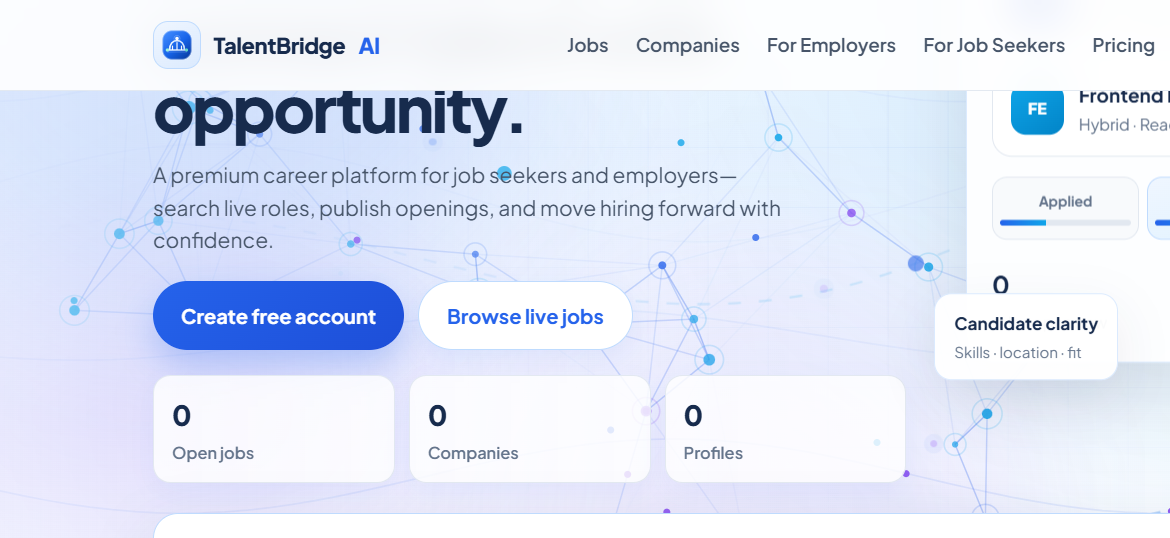 TalentBridge AI
Jobs
Companies
For Employers
For Job Seekers
Pricing
opportunity.
A premium career platform for job seekers and employers—
search live roles, publish openings, and move hiring forward with
confidence.
Create free account
Browse live jobs
0
Open jobs
0
Companies
0
Profiles
FE
Frontend
Hybrid · Rea
Applied
0
Candidate clarity
Skills · location · fit